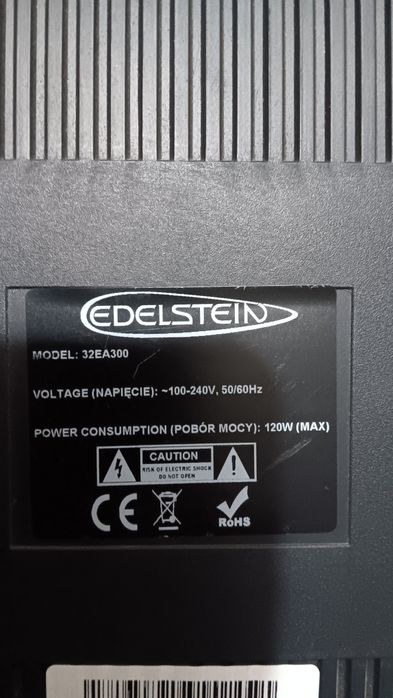 EDELSTEIN
MODEL: 32EA300
VOLTAGE (NAPIĘCIE): ~100-240V, 50/60Hz
POWER CONSUMPTION (POBÓR MOCY): 120W (MAX)
CAUTION
RISK OF ELECTRIC SHOCK
DO NOT OPEN
CE
RoHS